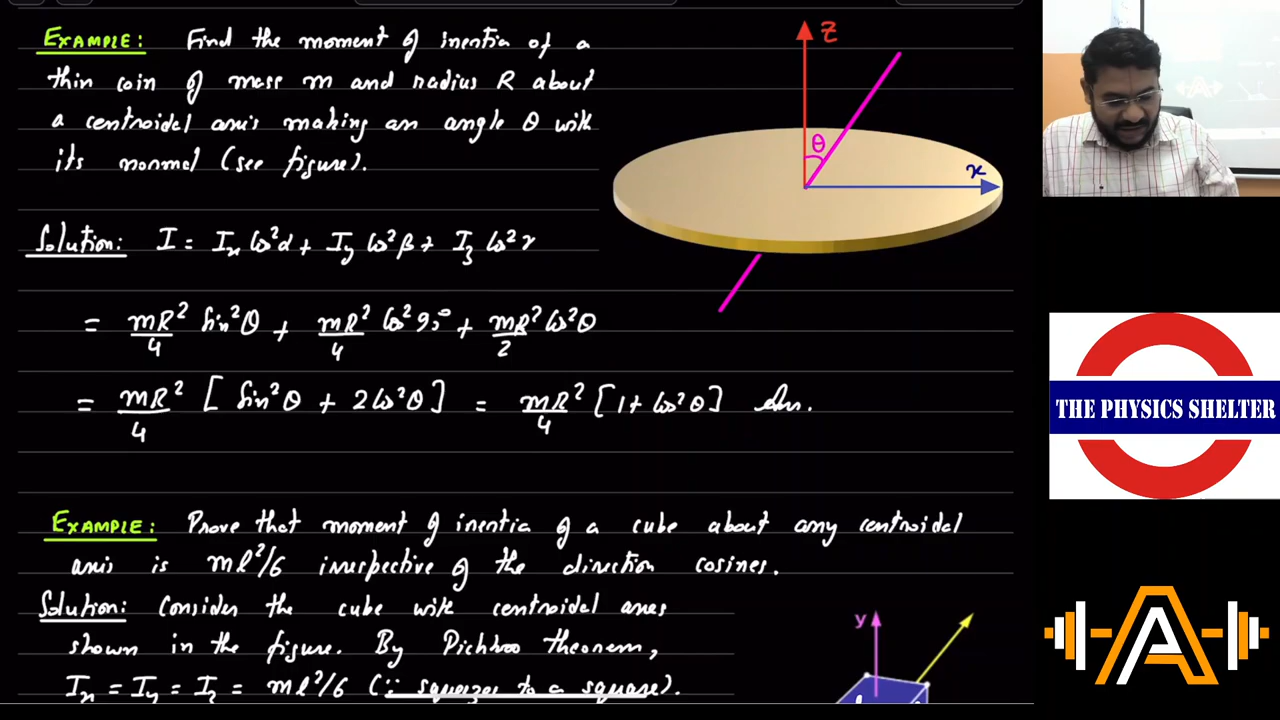 EXAMPLE: Find the moment of inertia of a
thin coin of mass m and radius R about
a centroidal axis making an angle θ with
its normal (see figure).
Solution: I = Iₓ cos²α + Iy cos²β + I₃ cos²γ
= mR²/4 sin²θ + mR²/4 cos²90° + mR²/2 cos²θ
= mR²/4 [sin²θ + 2cos²θ] = mR²/4 [1 + cos²θ] Ans.
z
θ
x
EXAMPLE: Prove that moment of inertia of a cube about any centroidal
axis is ml²/6 irrespective of the direction cosines.
Solution: Consider the cube with centroidal axes
shown in the figure. By Pichkoo theorem,
Iₓ = Iy = I₃ = ml²/6 (∵ squeezes to a square).
y
THE PHYSICS SHELTER
A